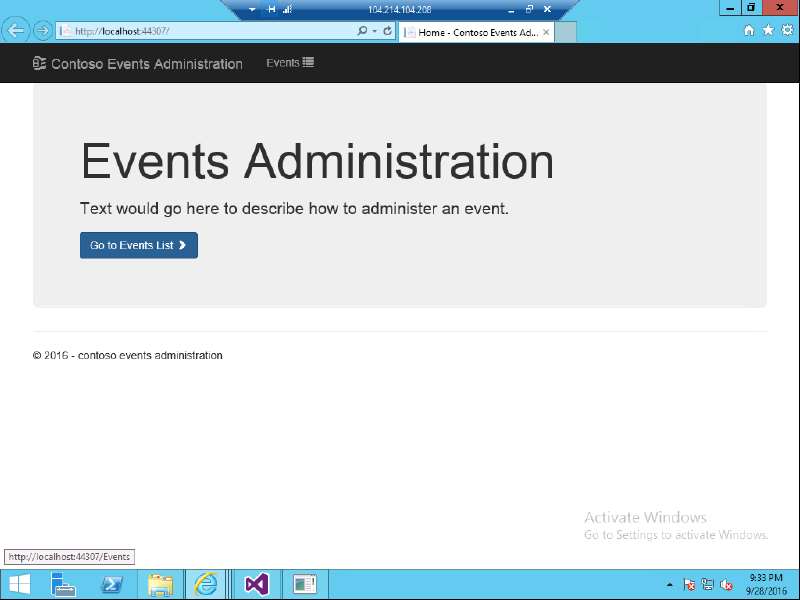 104.214.104.208
http://localhost:44307/
Home - Contoso Events Ad...
Contoso Events Administration
Events
Events Administration
Text would go here to describe how to administer an event.
Go to Events List
© 2016 - contoso events administration
Activate Windows
Go to Settings to activate Windows.
http://localhost:44307/Events
9:33 PM
9/28/2016